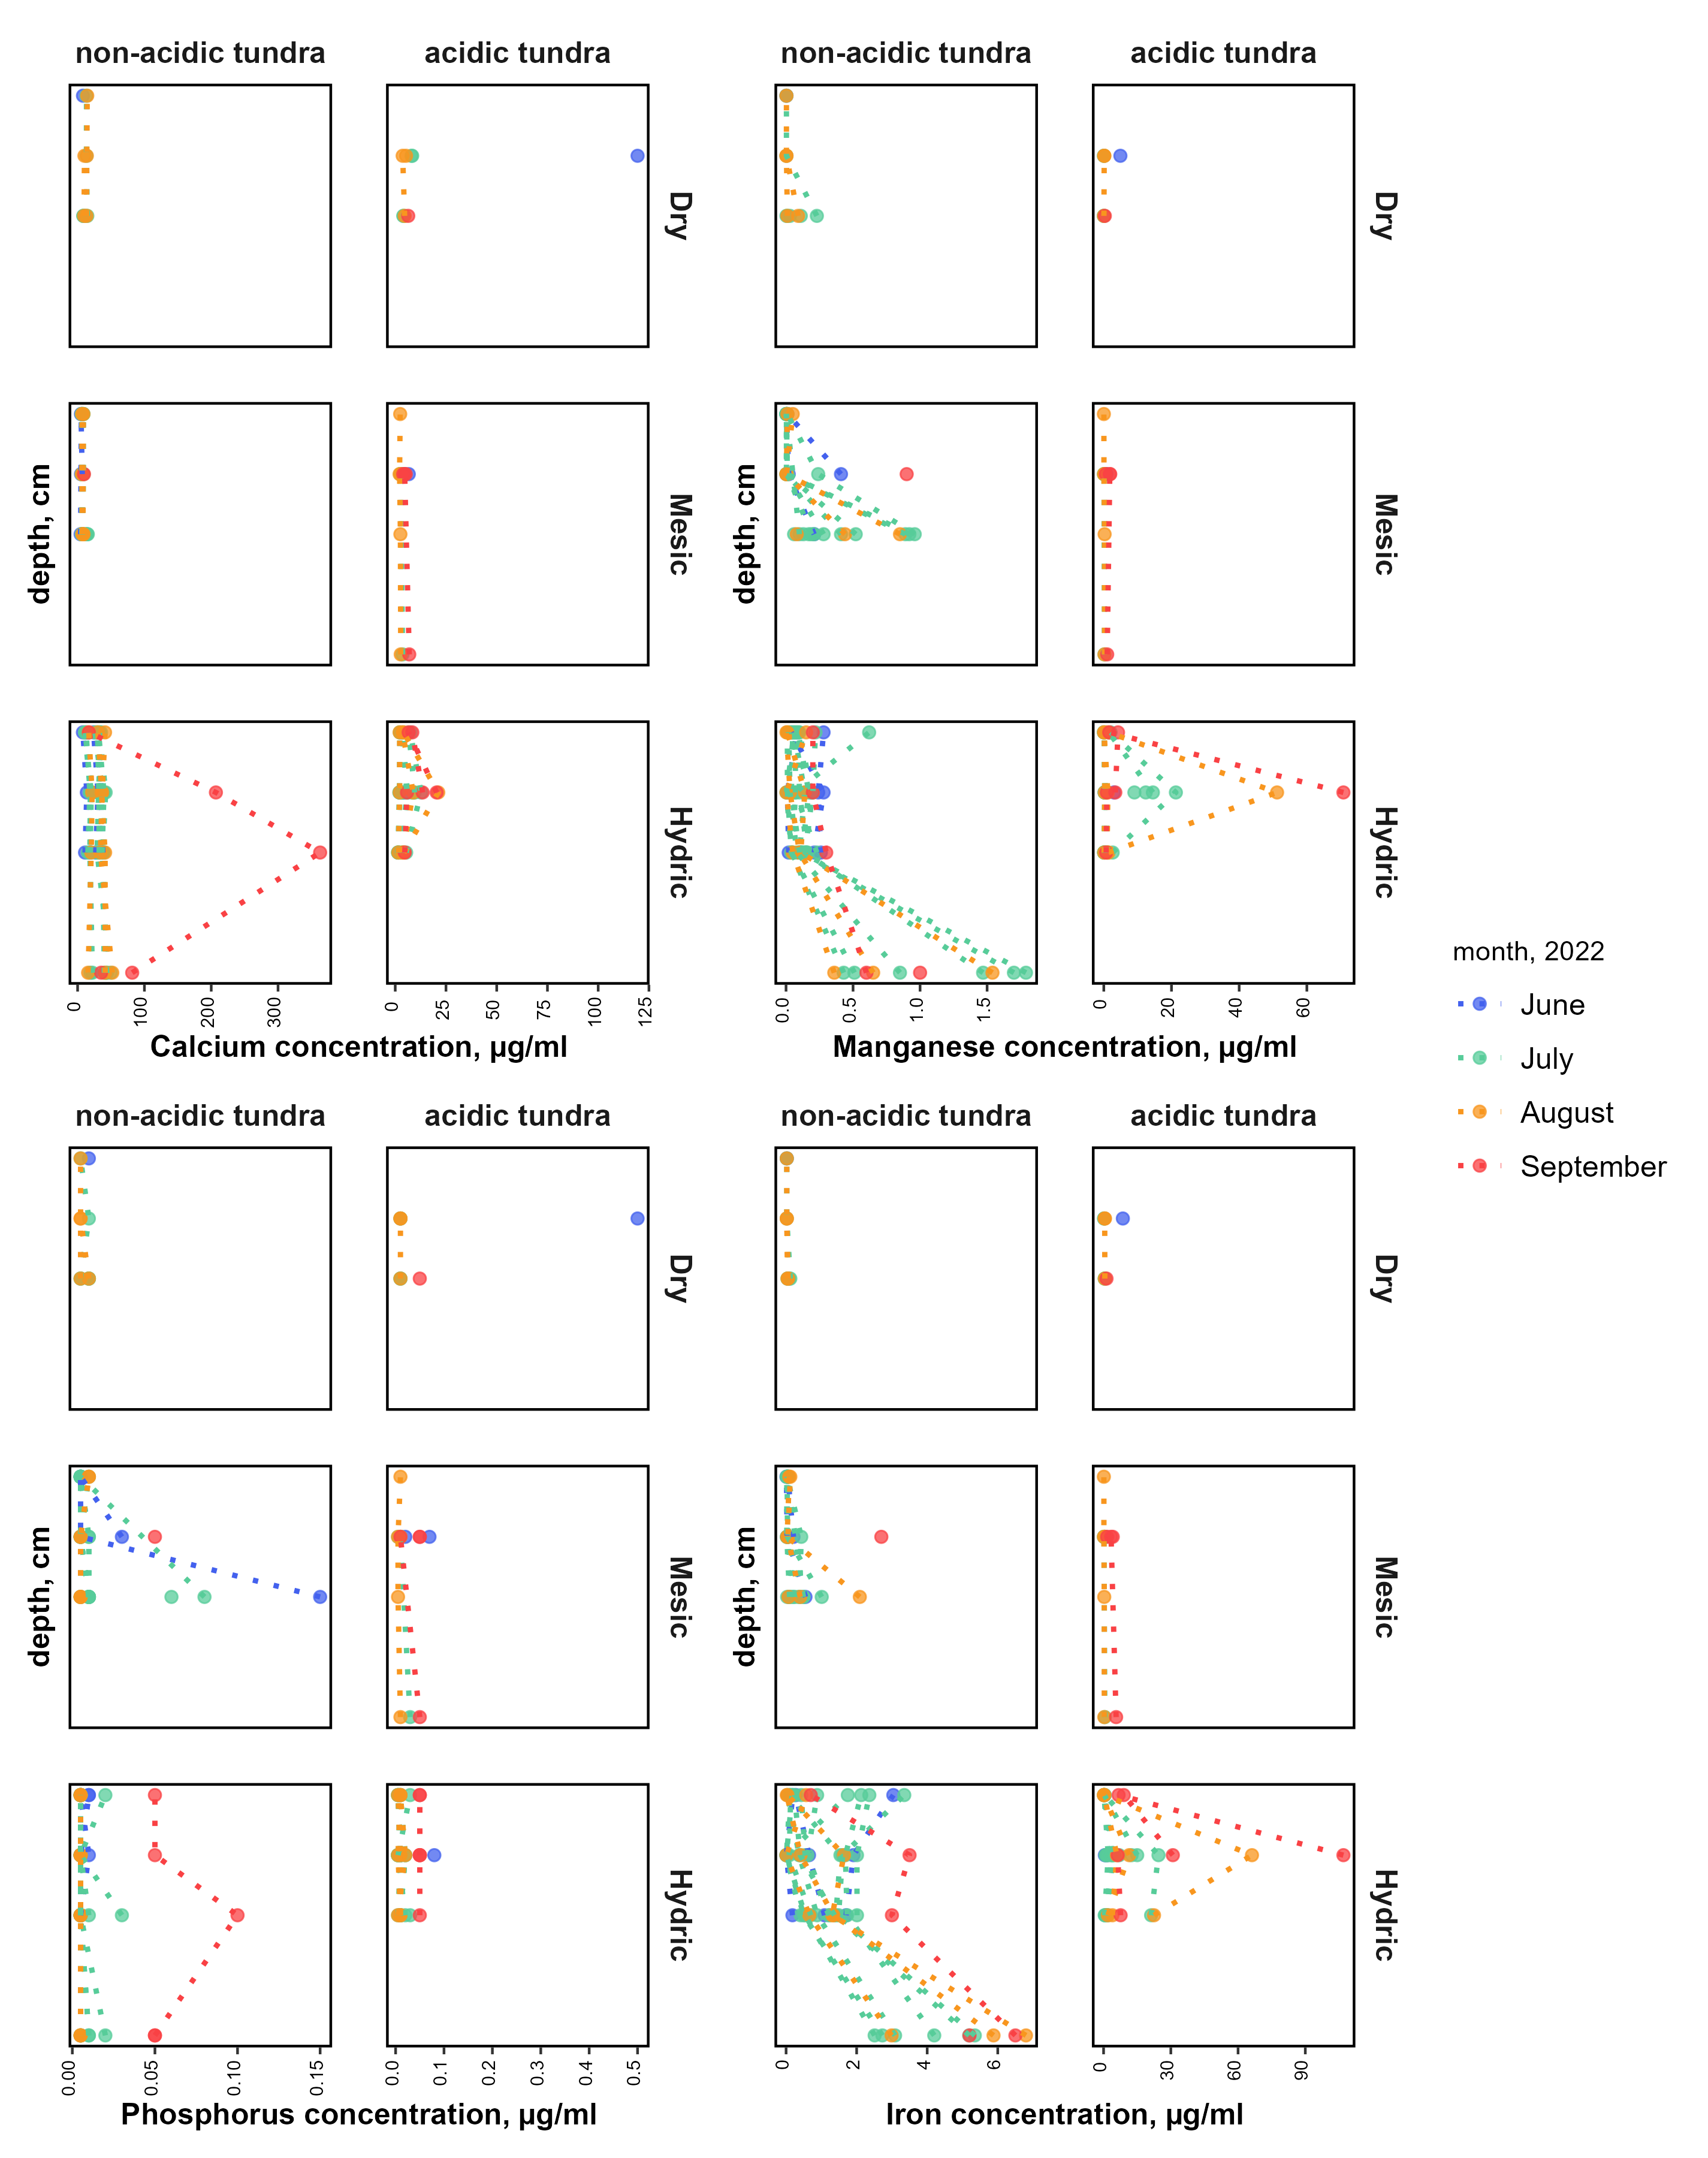 non-acidic tundra acidic tundra non-acidic tundra acidic tundra
Dry Dry
depth, cm Mesic depth, cm Mesic
Hydric Hydric
0 100 200 300 0 25 50 75 100 125 0.0 0.5 1.0 1.5 0 20 40 60
Calcium concentration, µg/ml Manganese concentration, µg/ml
month, 2022
June
July
August
September
non-acidic tundra acidic tundra non-acidic tundra acidic tundra
Dry Dry
depth, cm Mesic depth, cm Mesic
Hydric Hydric
0.00 0.05 0.10 0.15 0.0 0.1 0.2 0.3 0.4 0.5 0 2 4 6 0 30 60 90
Phosphorus concentration, µg/ml Iron concentration, µg/ml